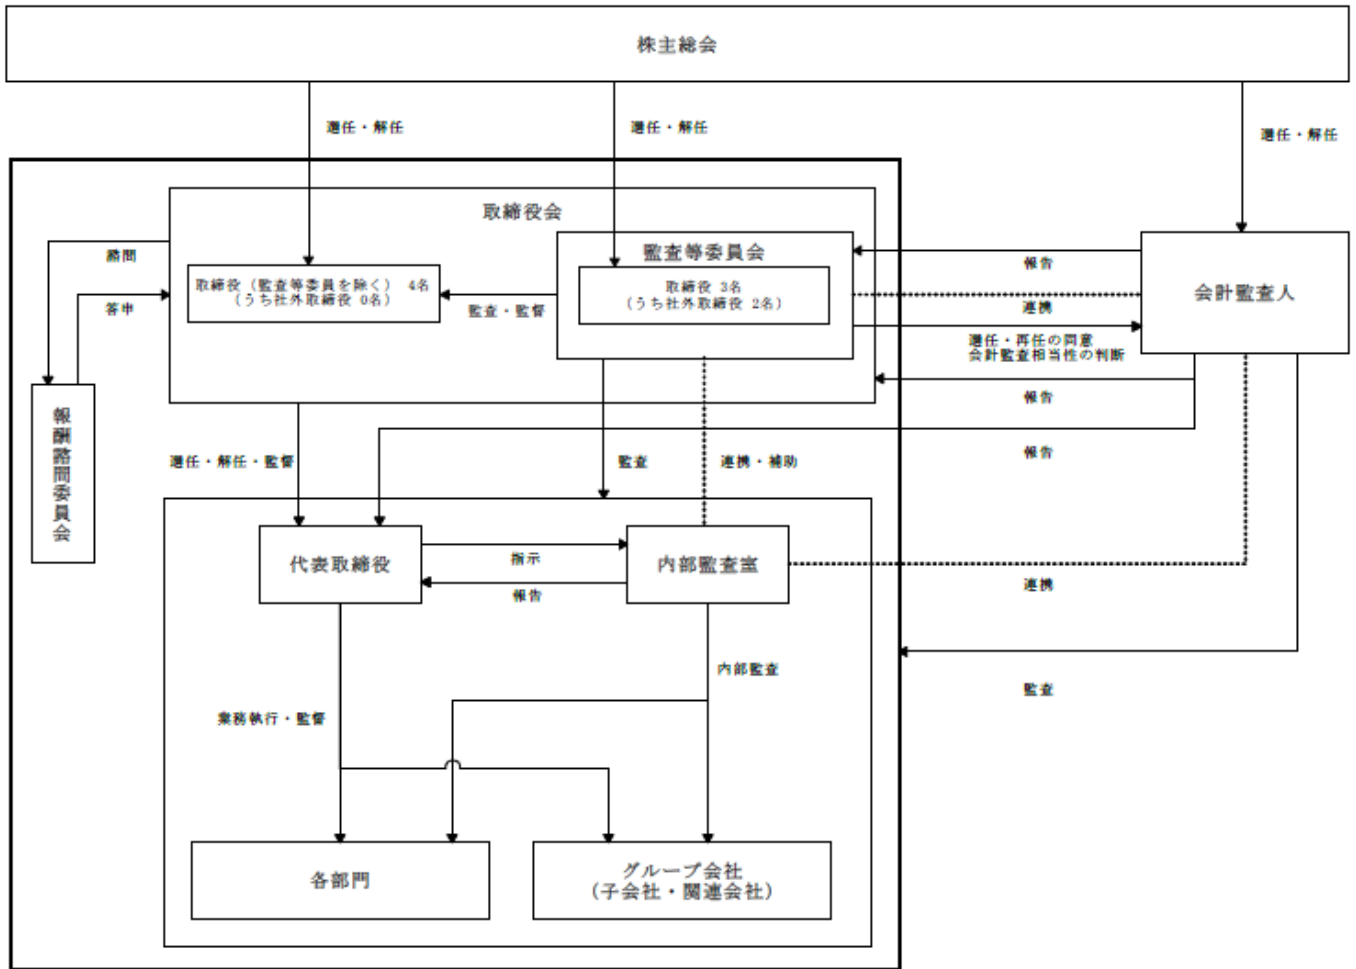 株主総会
選任・解任
選任・解任
選任・解任
取締役会
監査等委員会
諮問
取締役（監査等委員を除く） 4名
（うち社外取締役 0名）
取締役 3名
（うち社外取締役 2名）
報告
会計監査人
答申
監査・監督
連携
選任・再任の同意
会計監査相当性の判断
報告
報酬諮問委員会
選任・解任・監督
監査
連携・補助
報告
代表取締役
指示
内部監査室
報告
連携
内部監査
監査
業務執行・監督
各部門
グループ会社
（子会社・関連会社）